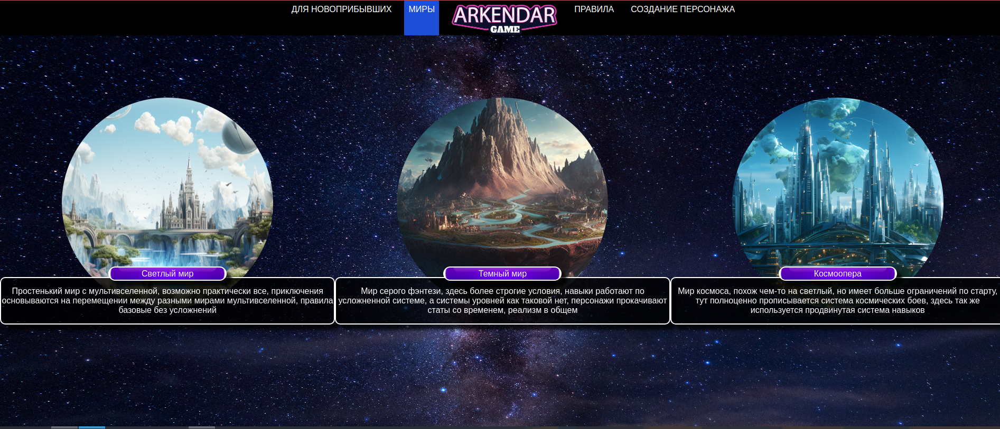 ДЛЯ НОВОПРИБЫВШИХ
МИРЫ
ARKENDAR
GAME
ПРАВИЛА
СОЗДАНИЕ ПЕРСОНАЖА
Светлый мир
Простенький мир с мультивселенной, возможно практически все, приключения
основываются на перемещении между разными мирами мультивселенной, правила
базовые без усложнений
Темный мир
Мир серого фэнтези, здесь более строгие условия, навыки работают по
усложненной системе, а системы уровней как таковой нет, персонажи прокачивают
статы со временем, реализм в общем
Космоопера
Мир космоса, похож чем-то на светлый, но имеет больше ограничений по старту,
тут полноценно прописывается система космических боев, здесь так же
используется продвинутая система навыков